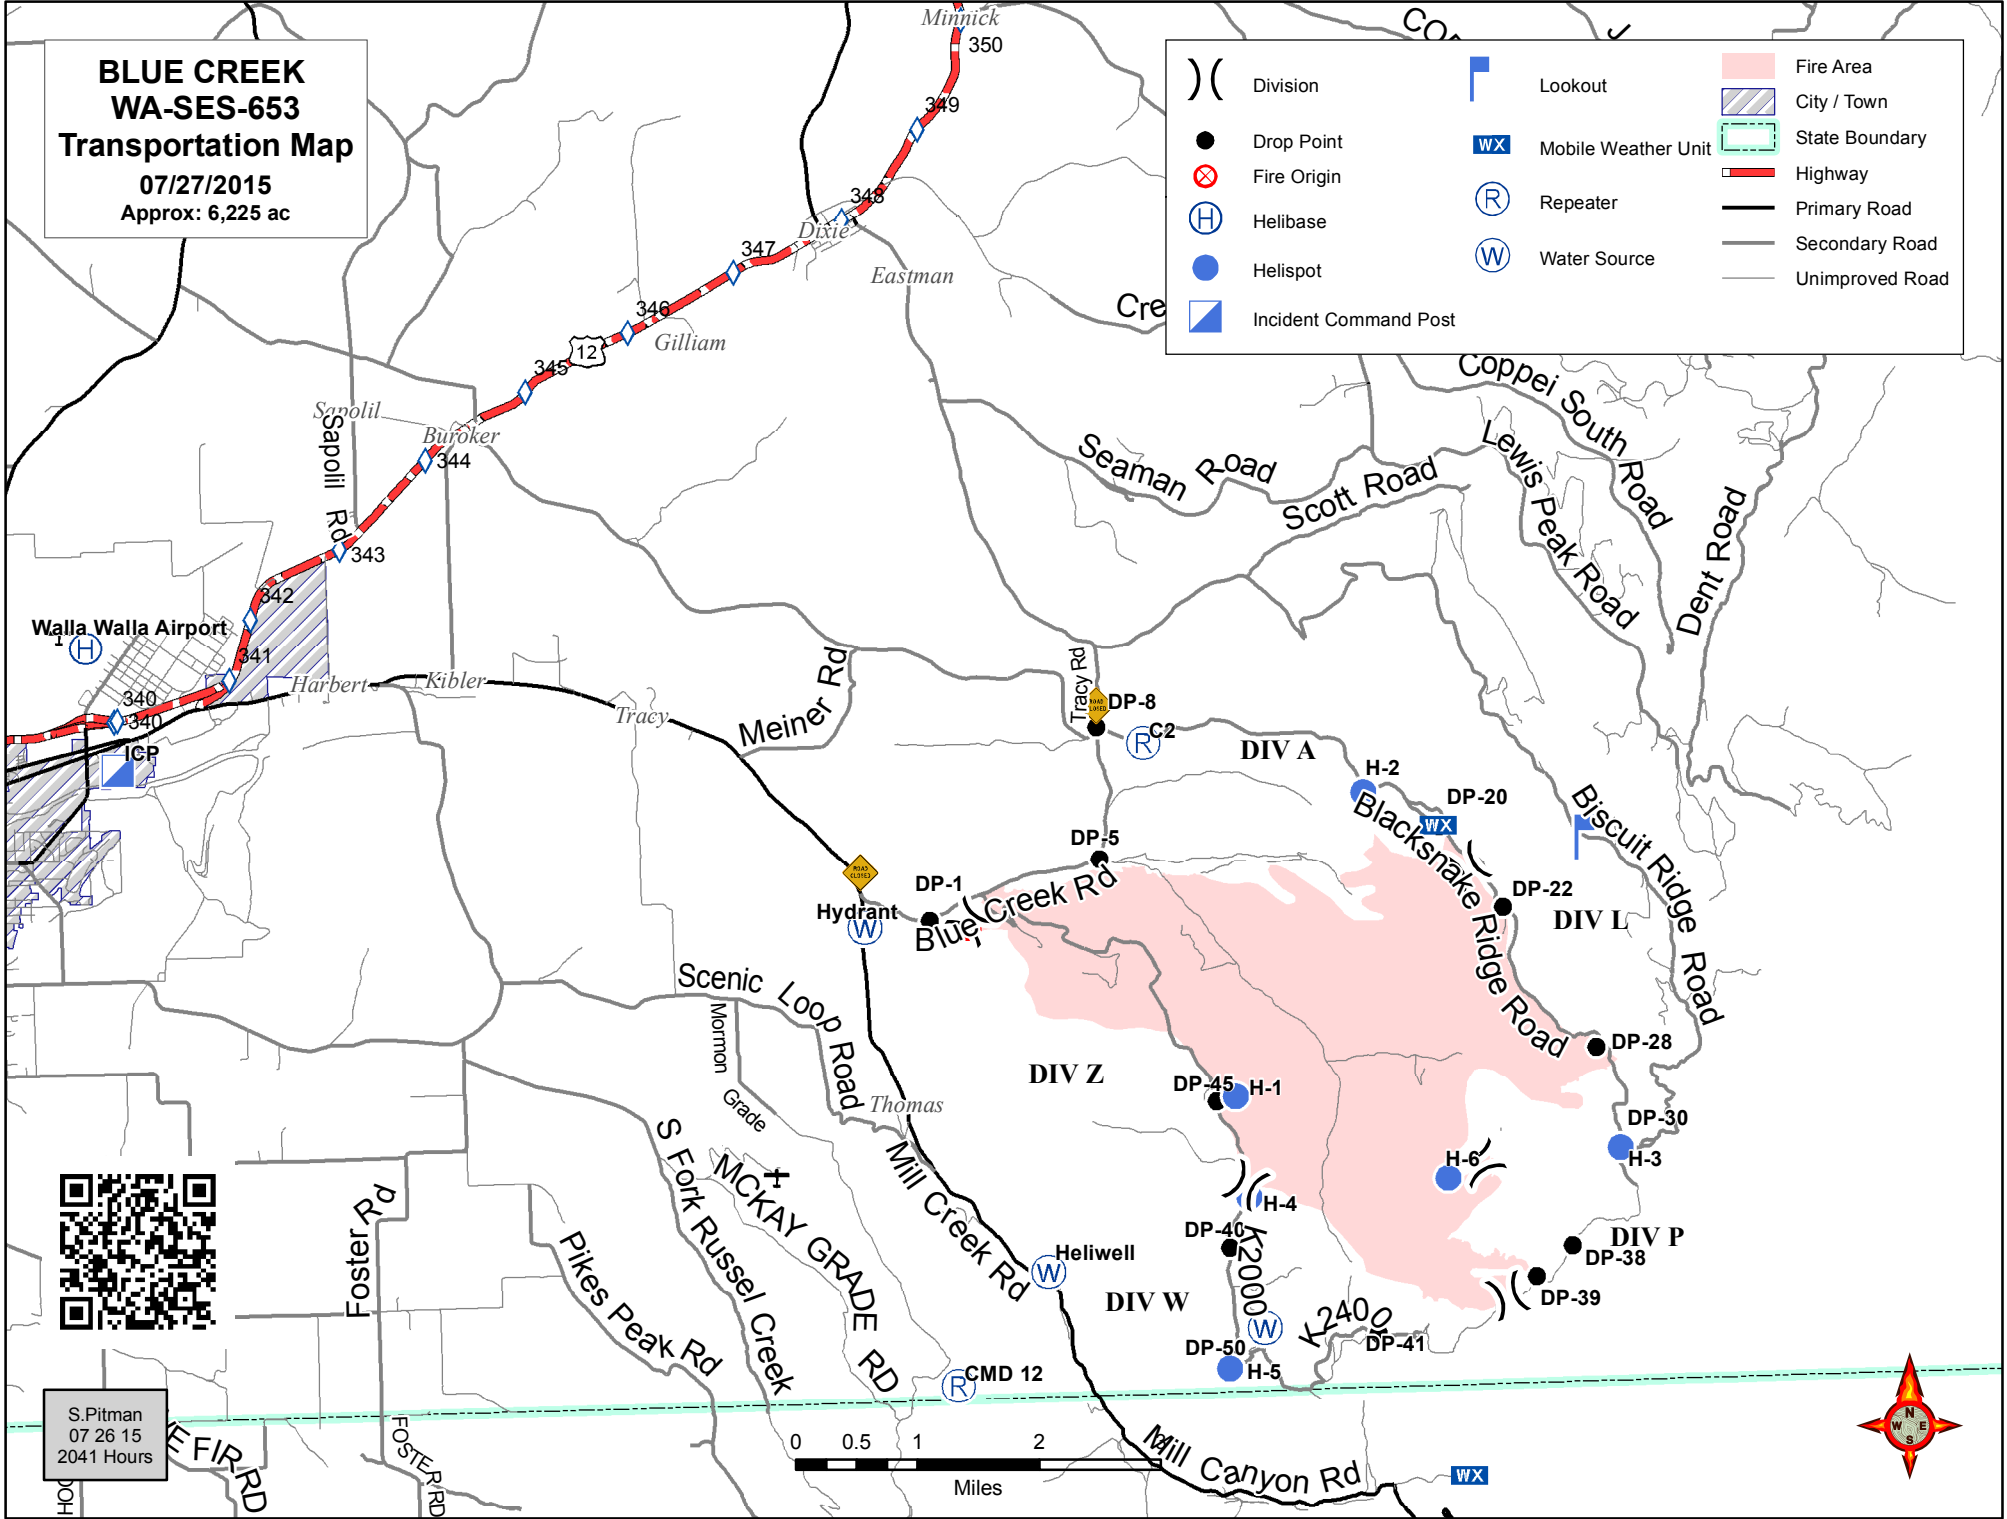 BLUE CREEK
WA-SES-653
Transportation Map
07/27/2015
Approx: 6,225 ac
Division
Drop Point
Fire Origin
H
Helibase
Helispot
Incident Command Post
Lookout
WX
Mobile Weather Unit
R
Repeater
W
Water Source
Fire Area
City / Town
State Boundary
Highway
Primary Road
Secondary Road
Unimproved Road
Minnick
350
349
348
Dixie
347
Eastman
346
Gilliam
12
345
Sapolil
Buroker
344
Sapolil Rd
343
342
Walla Walla Airport
H
341
340
340
ICP
Harbert
Kibler
Tracy
Meiner Rd
Tracy Rd
Cre
Coppei South Road
Seaman Road
Scott Road
Lewis Peak Road
Dent Road
ROAD CLOSED
DP-8
R
C2
DIV A
H-2
DP-20
WX
Blacksnake Ridge Road
Biscuit Ridge Road
DP-5
DP-1
Blue Creek Rd
ROAD CLOSED
Hydrant
W
DP-22
DIV L
DP-28
Scenic Loop Road
Mormon Grade
DIV Z
DP-45
H-1
Thomas
DP-30
H-3
H-6
H-4
DP-40
K2000
DIV P
DP-38
DP-39
Mill Creek Rd
Heliwell
W
DIV W
W
K2400
DP-41
DP-50
H-5
S Fork Russel Creek
MCKAY GRADE RD
Pikes Peak Rd
Foster Rd
R
CMD 12
S.Pitman
07 26 15
2041 Hours
FIR RD
FOSTER RD
0 0.5 1 2 3
Miles
Mill Canyon Rd
WX
N
W E
S